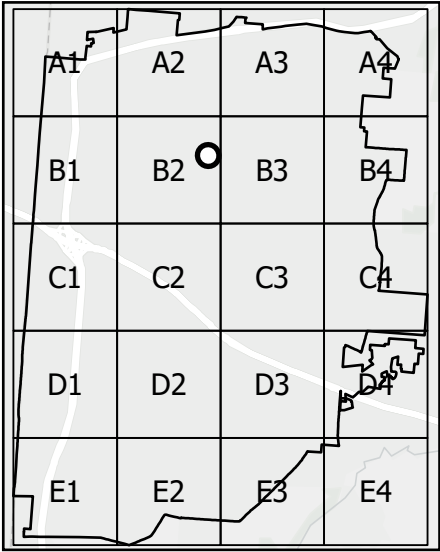 A1 A2 A3 A4
B1 B2 B3 B4
C1 C2 C3 C4
D1 D2 D3 D4
E1 E2 E3 E4